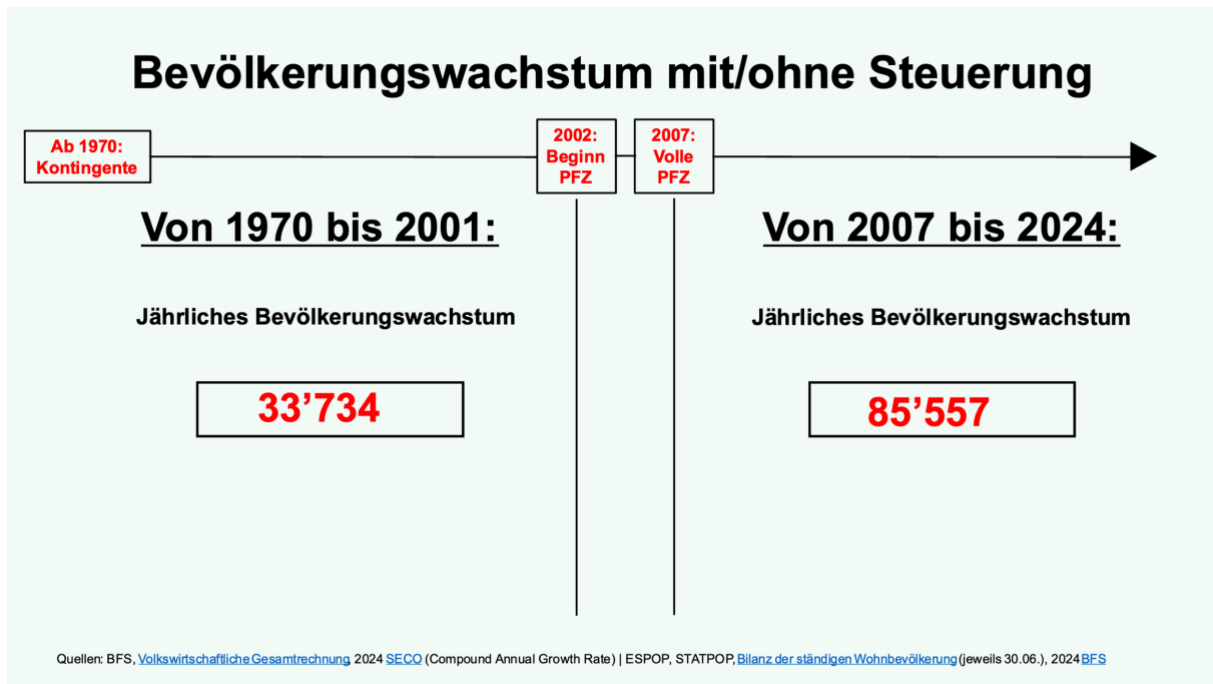 Bevölkerungswachstum mit/ohne Steuerung
Ab 1970:
Kontingente
2002:
Beginn
PFZ
2007:
Volle
PFZ
Von 1970 bis 2001:
Von 2007 bis 2024:
Jährliches Bevölkerungswachstum
Jährliches Bevölkerungswachstum
33’734
85’557
Quellen: BFS, Volkswirtschaftliche Gesamtrechnung, 2024 SECO (Compound Annual Growth Rate) | ESPOP, STATPOP, Bilanz der ständigen Wohnbevölkerung (jeweils 30.06.), 2024 BFS